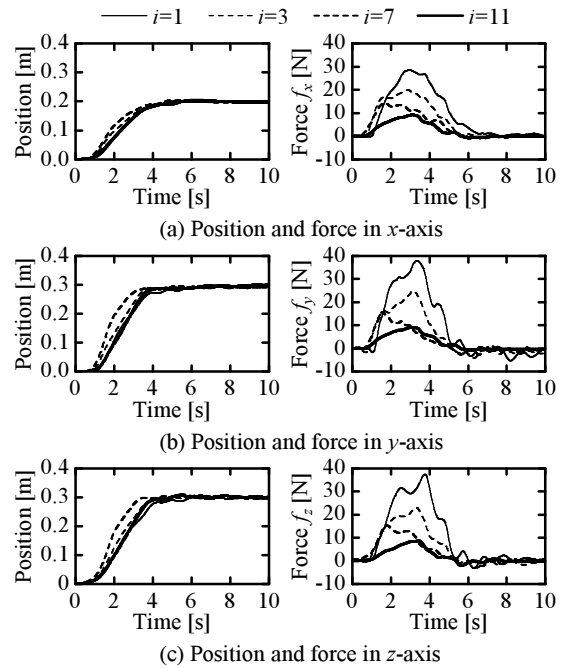 i=1 i=3 i=7 i=11
Position [m]
0.4
0.3
0.2
0.1
0.0
0 2 4 6 8 10
Time [s]
Force fx [N]
40
30
20
10
0
-10
0 2 4 6 8 10
Time [s]
(a) Position and force in x-axis
Position [m]
0.4
0.3
0.2
0.1
0.0
0 2 4 6 8 10
Time [s]
Force fy [N]
40
30
20
10
0
-10
0 2 4 6 8 10
Time [s]
(b) Position and force in y-axis
Position [m]
0.4
0.3
0.2
0.1
0
0 2 4 6 8 10
Time [s]
Force fz [N]
40
30
20
10
0
-10
0 2 4 6 8 10
Time [s]
(c) Position and force in z-axis